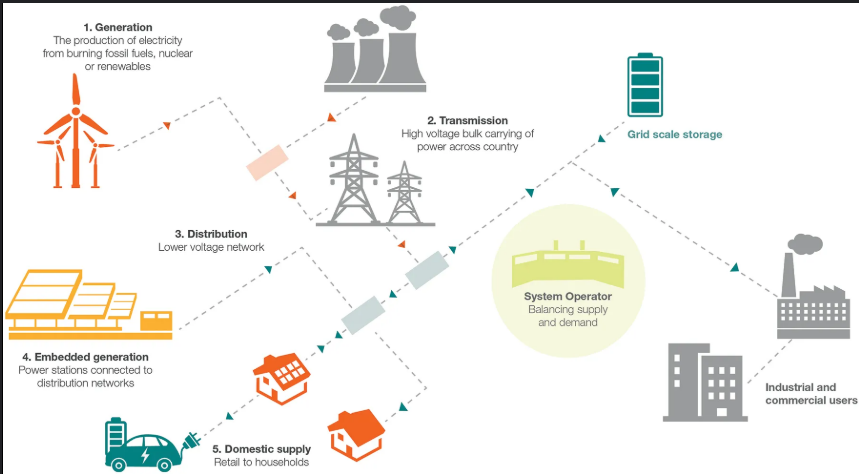 1. Generation
The production of electricity
from burning fossil fuels, nuclear
or renewables
2. Transmission
High voltage bulk carrying of
power across country
Grid scale storage
3. Distribution
Lower voltage network
System Operator
Balancing supply
and demand
4. Embedded generation
Power stations connected to
distribution networks
Industrial and
commercial users
5. Domestic supply
Retail to households